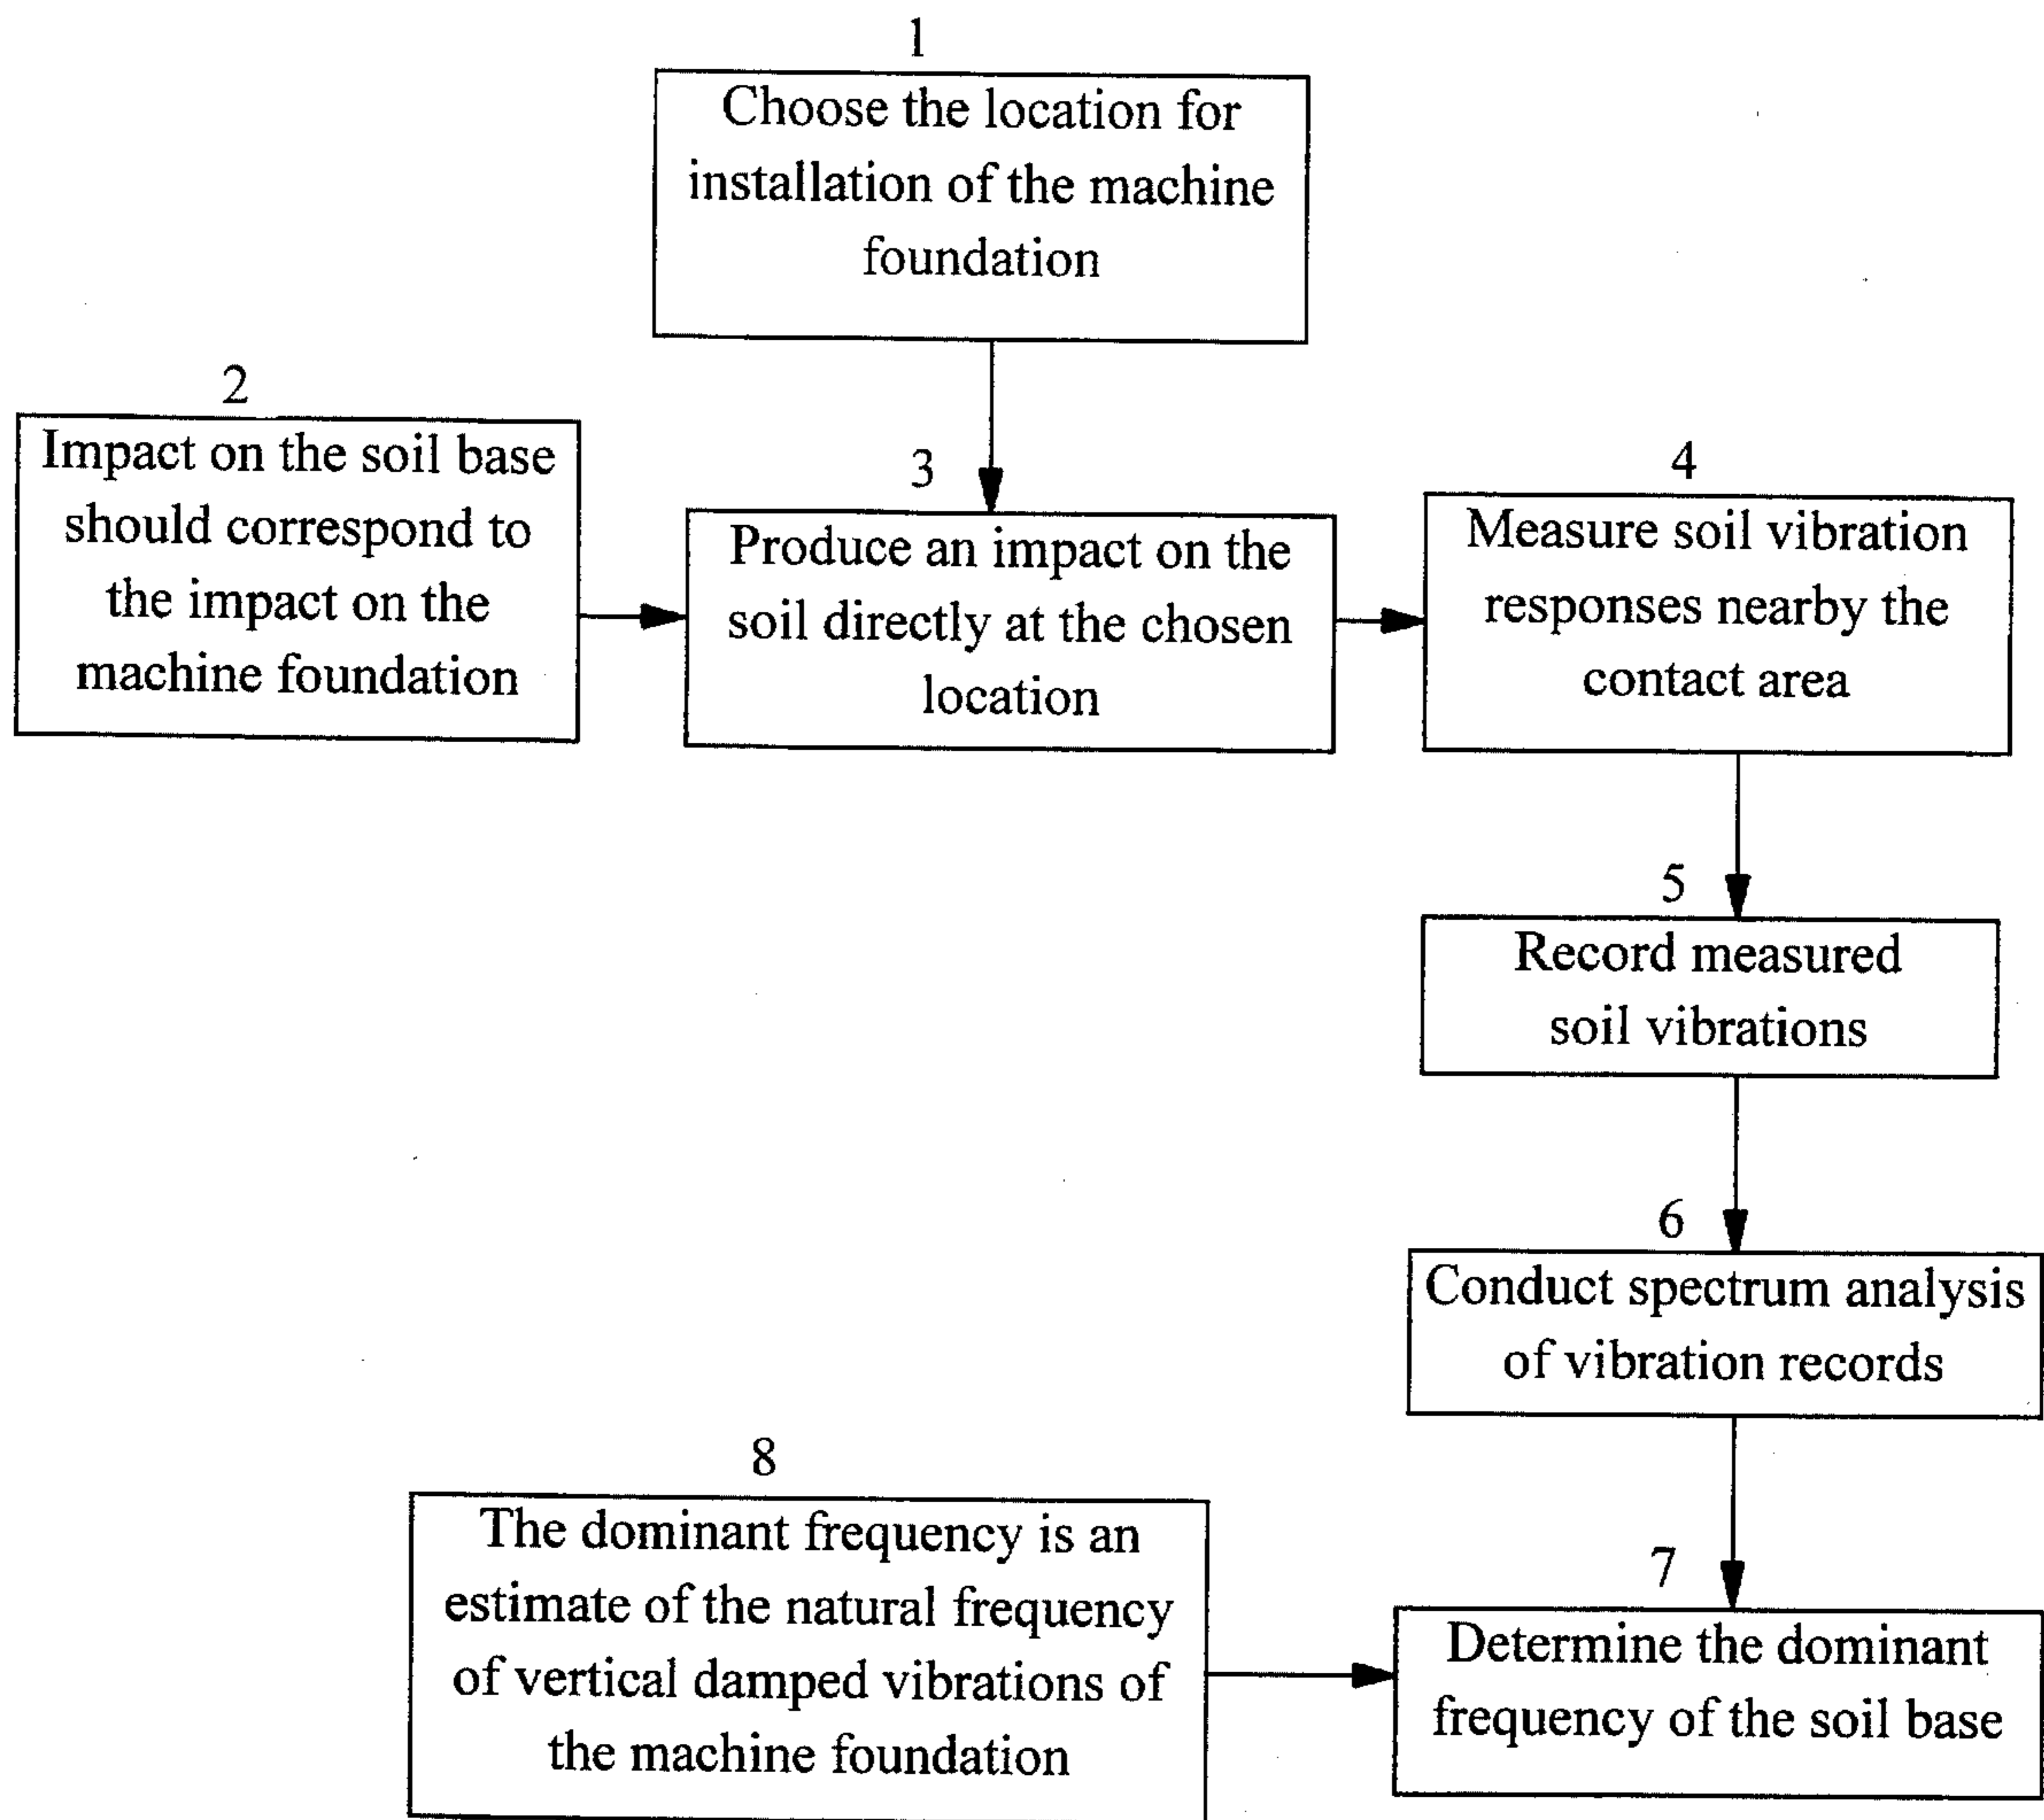 1
Choose the location for
installation of the machine
foundation
2
Impact on the soil base
should correspond to
the impact on the
machine foundation
3
Produce an impact on the
soil directly at the chosen
location
4
Measure soil vibration
responses nearby the
contact area
5
Record measured
soil vibrations
6
Conduct spectrum analysis
of vibration records
7
Determine the dominant
frequency of the soil base
8
The dominant frequency is an
estimate of the natural frequency
of vertical damped vibrations of
the machine foundation